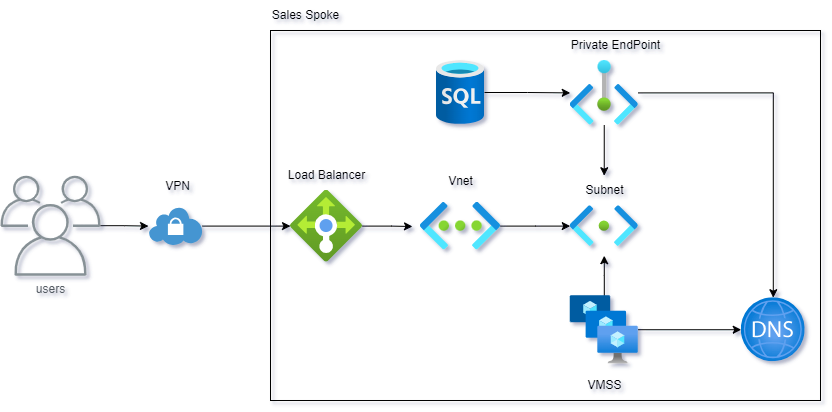 Sales Spoke
Private EndPoint
SQL
Load Balancer
Vnet
Subnet
VPN
users
DNS
VMSS